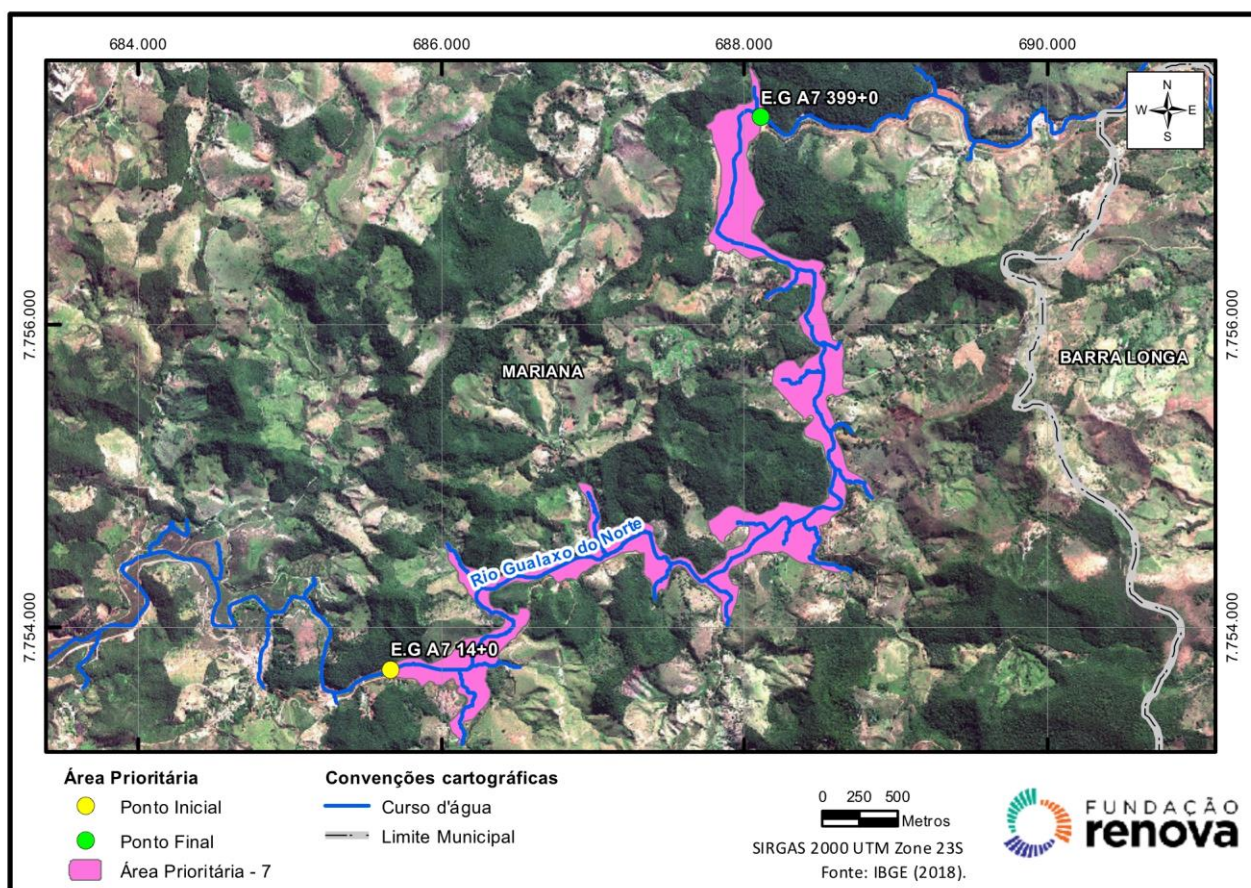 684.000
686.000
688.000
690.000
E.G A7 399+0
N
W E
S
7.756.000
7.756.000
MARIANA
BARRA LONGA
Rio Gualaxo do Norte
7.754.000
7.754.000
E.G A7 14+0
Área Prioritária
Ponto Inicial
Ponto Final
Área Prioritária - 7
Convenções cartográficas
Curso d'água
Limite Municipal
0 250 500
Metros
SIRGAS 2000 UTM Zone 23S
Fonte: IBGE (2018).
FUNDAÇÃO
renova